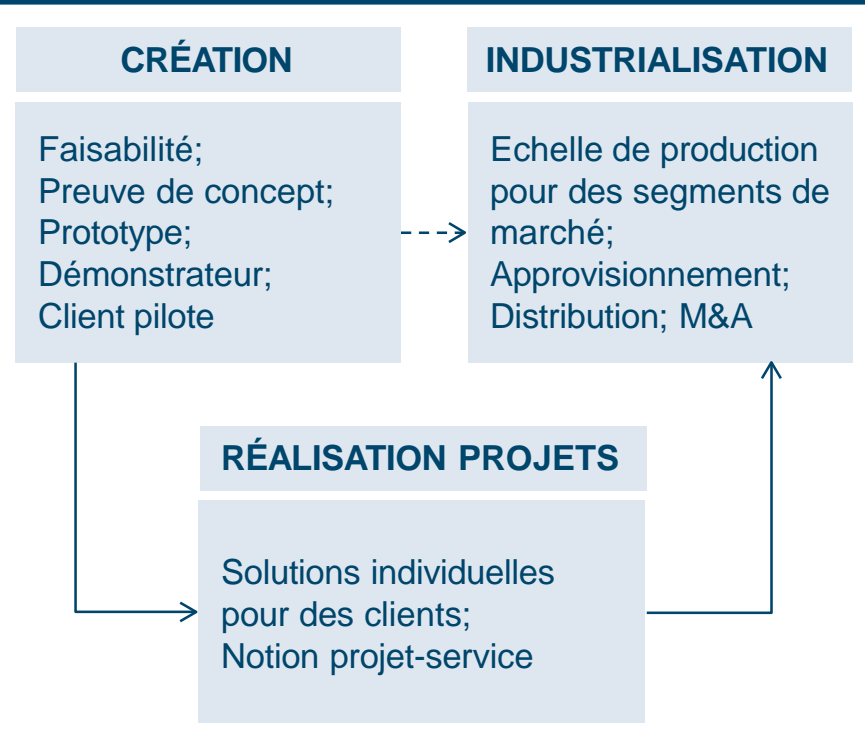 CRÉATION
Faisabilité;
Preuve de concept;
Prototype;
Démonstrateur;
Client pilote
INDUSTRIALISATION
Echelle de production
pour des segments de
marché;
Approvisionnement;
Distribution; M&A
RÉALISATION PROJETS
Solutions individuelles
pour des clients;
Notion projet-service